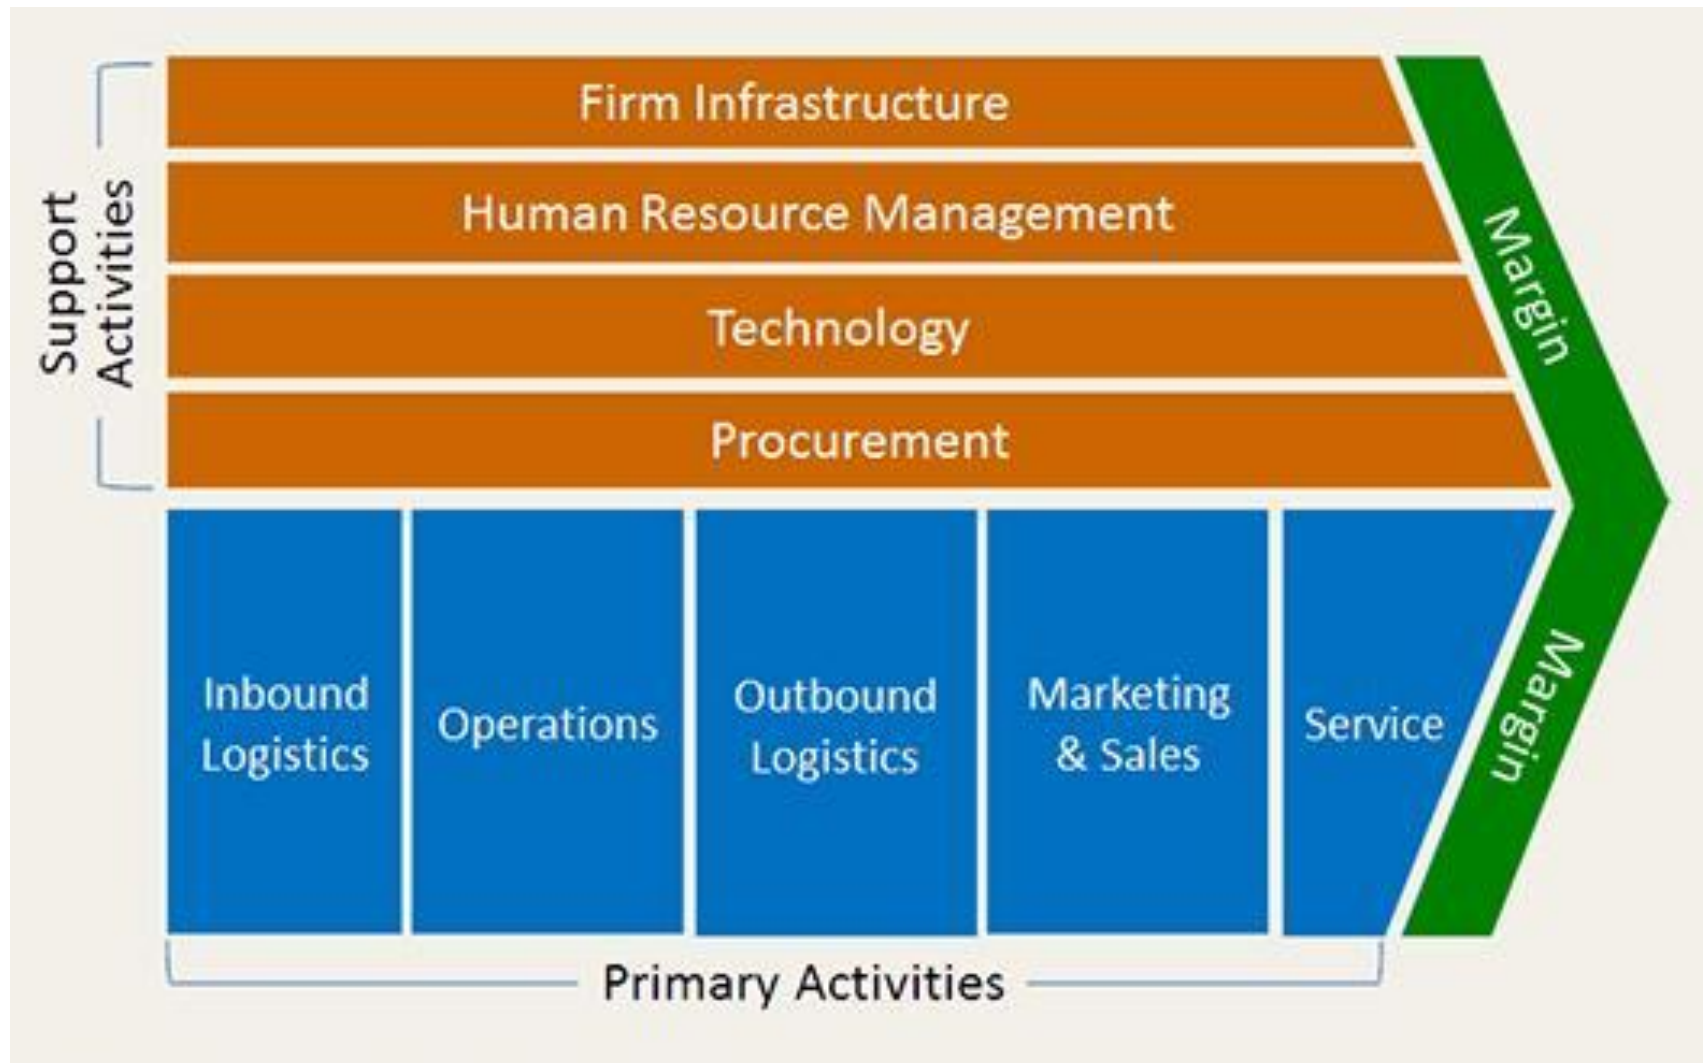 Support
Activities
Firm Infrastructure
Human Resource Management
Technology
Procurement
Margin
Inbound
Logistics
Operations
Outbound
Logistics
Marketing
& Sales
Service
Margin
Primary Activities